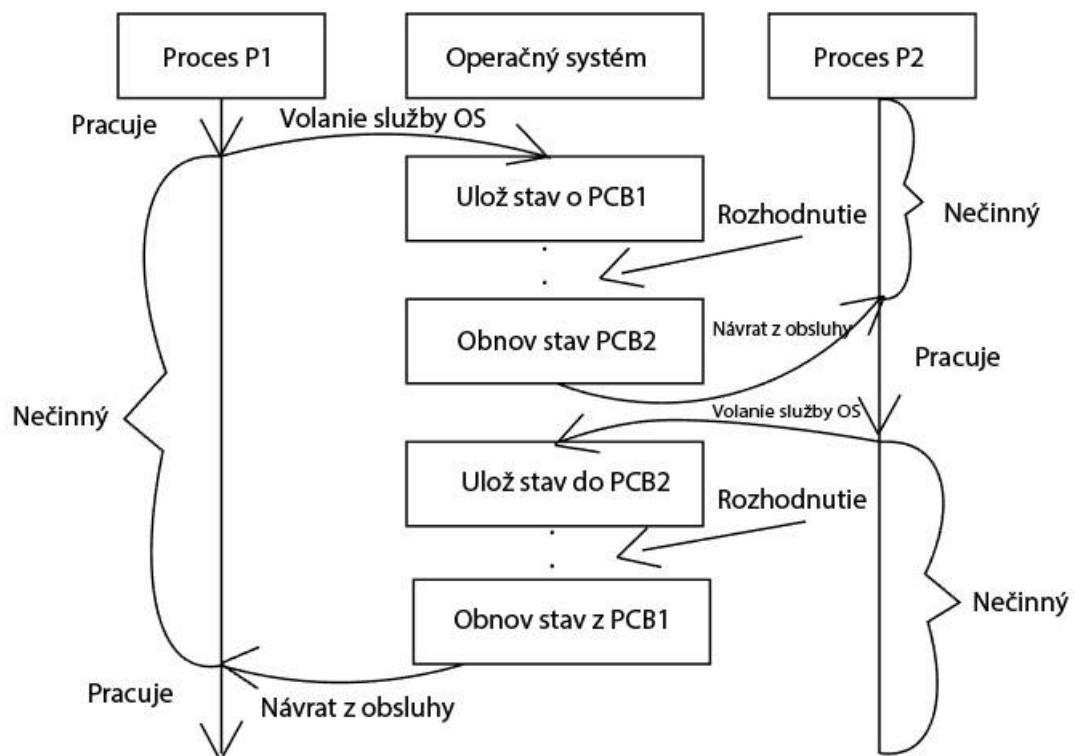 Proces P1
Operačný systém
Proces P2
Pracuje
Volanie služby OS
Ulož stav o PCB1
Rozhodnutie
Nečinný
Obnov stav PCB2
Návrat z obsluhy
Pracuje
Nečinný
Volanie služby OS
Ulož stav do PCB2
Rozhodnutie
Nečinný
Obnov stav z PCB1
Pracuje
Návrat z obsluhy